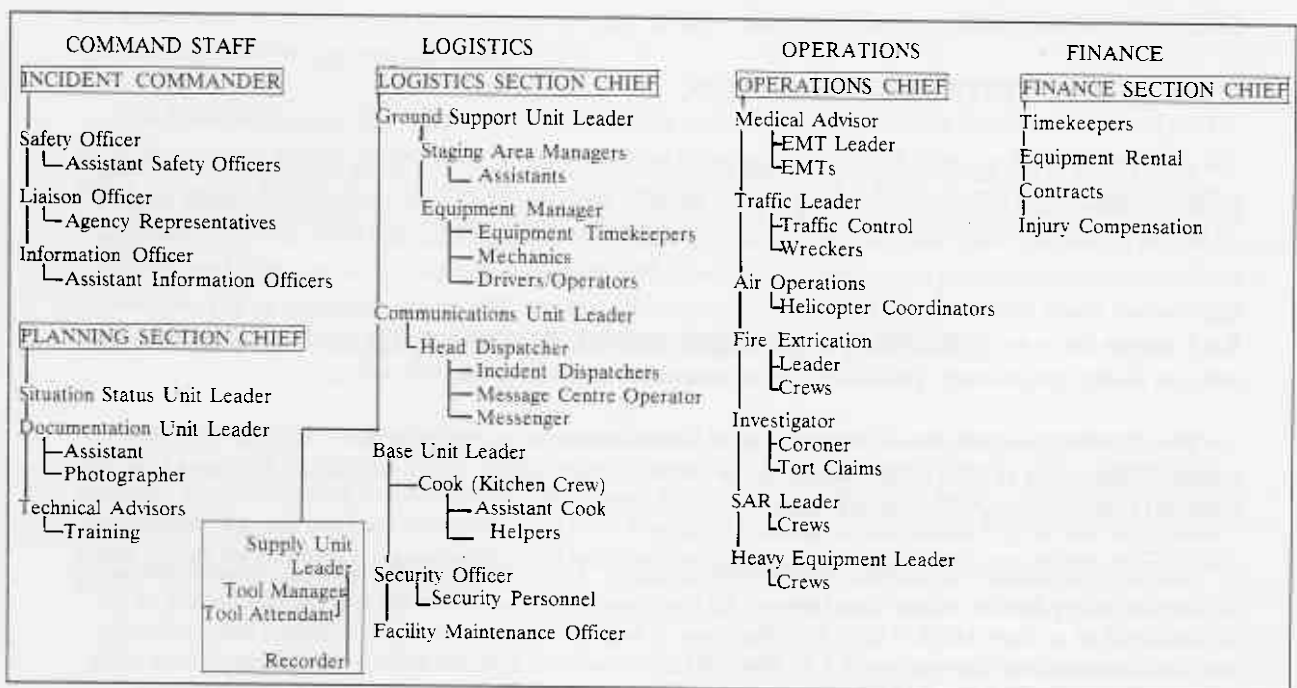 COMMAND STAFF
INCIDENT COMMANDER
Safety Officer
Assistant Safety Officers
Liaison Officer
Agency Representatives
Information Officer
Assistant Information Officers
PLANNING SECTION CHIEF
Situation Status Unit Leader
Documentation Unit Leader
Assistant
Photographer
Technical Advisors
Training
LOGISTICS
LOGISTICS SECTION CHIEF
Ground Support Unit Leader
Staging Area Managers
Assistants
Equipment Manager
Equipment Timekeepers
Mechanics
Drivers/Operators
Communications Unit Leader
Head Dispatcher
Incident Dispatchers
Message Centre Operator
Messenger
Base Unit Leader
Cook (Kitchen Crew)
Assistant Cook
Helpers
Security Officer
Security Personnel
Facility Maintenance Officer
Supply Unit
Leader
Tool Manager
Tool Attendant
Recorder
OPERATIONS
OPERATIONS CHIEF
Medical Advisor
EMT Leader
EMTs
Traffic Leader
Traffic Control
Wreckers
Air Operations
Helicopter Coordinators
Fire Extrication
Leader
Crews
Investigator
Coroner
Tort Claims
SAR Leader
Crews
Heavy Equipment Leader
Crews
FINANCE
FINANCE SECTION CHIEF
Timekeepers
Equipment Rental
Contracts
Injury Compensation